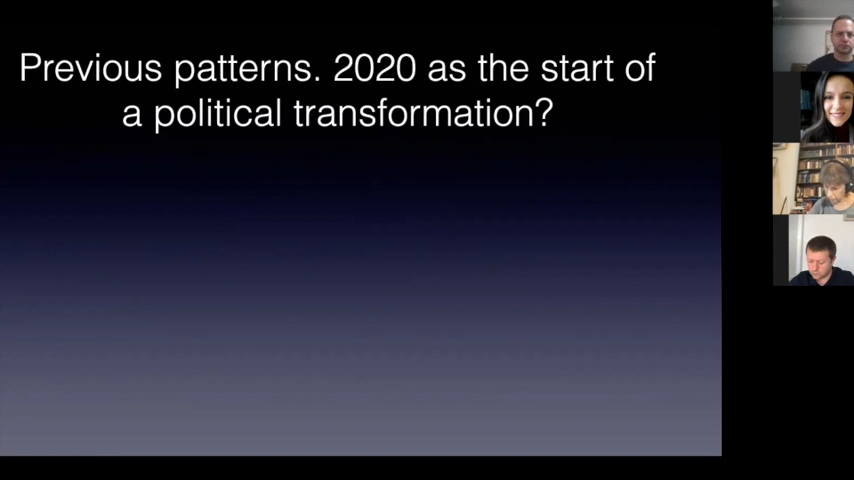 Previous patterns. 2020 as the start of
a political transformation?